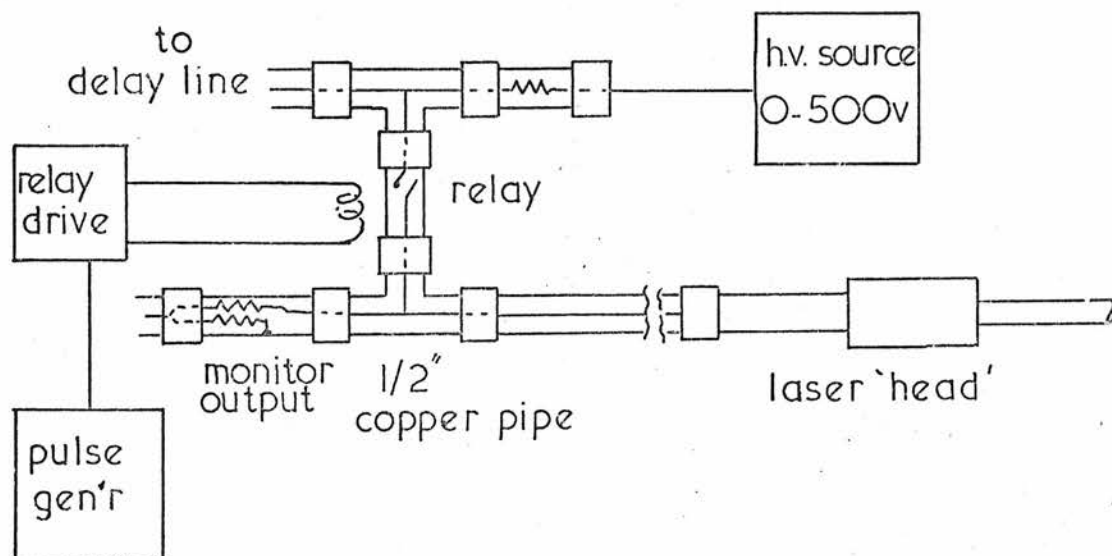 to
delay line
h.v. source
0-500v
relay
drive
relay
monitor
output
1/2"
copper pipe
laser 'head'
pulse
gen'r